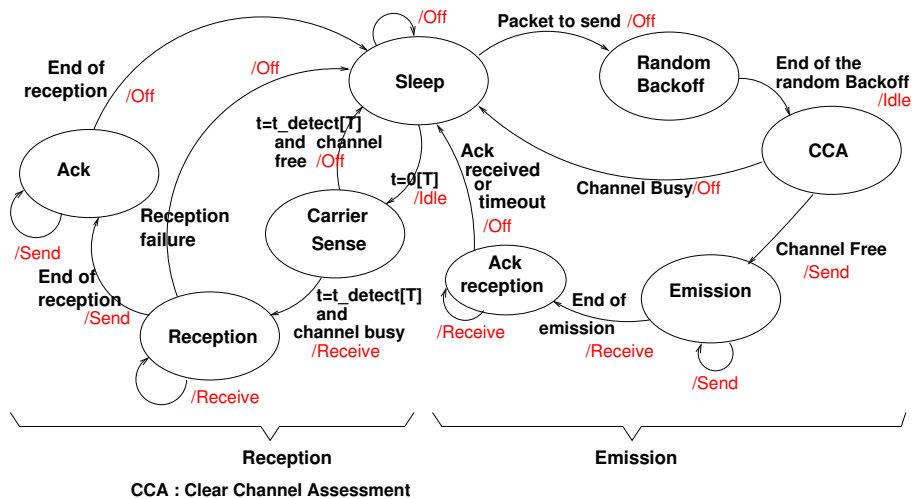 /Off
Packet to send /Off
End of
reception
/Off
/Off
Sleep
Random
Backoff
End of the
random Backoff
/Idle
t=t_detect[T]
and channel
free /Off
Ack
received
or
timeout
/Off
CCA
Ack
t=0[T]
/Idle
Channel Busy/Off
Reception
failure
Carrier
Sense
/Send
End of
reception
/Send
Channel Free
/Send
Ack
reception
Emission
t=t_detect[T]
and
channel busy
/Receive
End of
emission
/Receive
/Receive
Reception
/Receive
/Send
Reception
Emission
CCA : Clear Channel Assessment